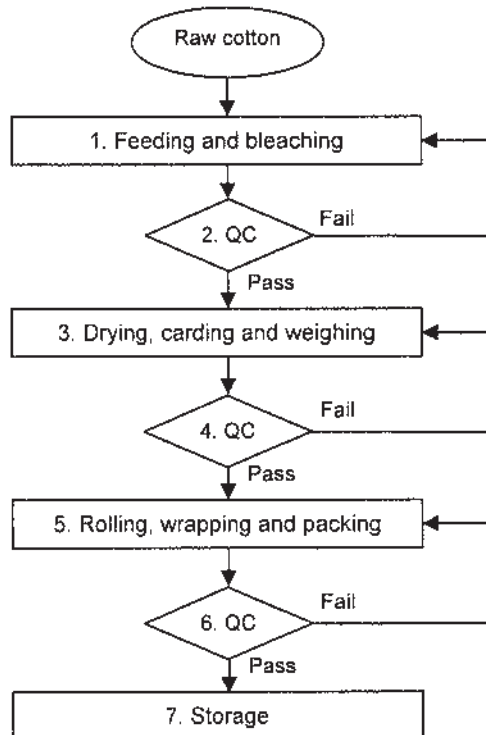 Raw cotton
1. Feeding and bleaching
2. QC
Fail
Pass
3. Drying, carding and weighing
4. QC
Fail
Pass
5. Rolling, wrapping and packing
6. QC
Fail
Pass
7. Storage